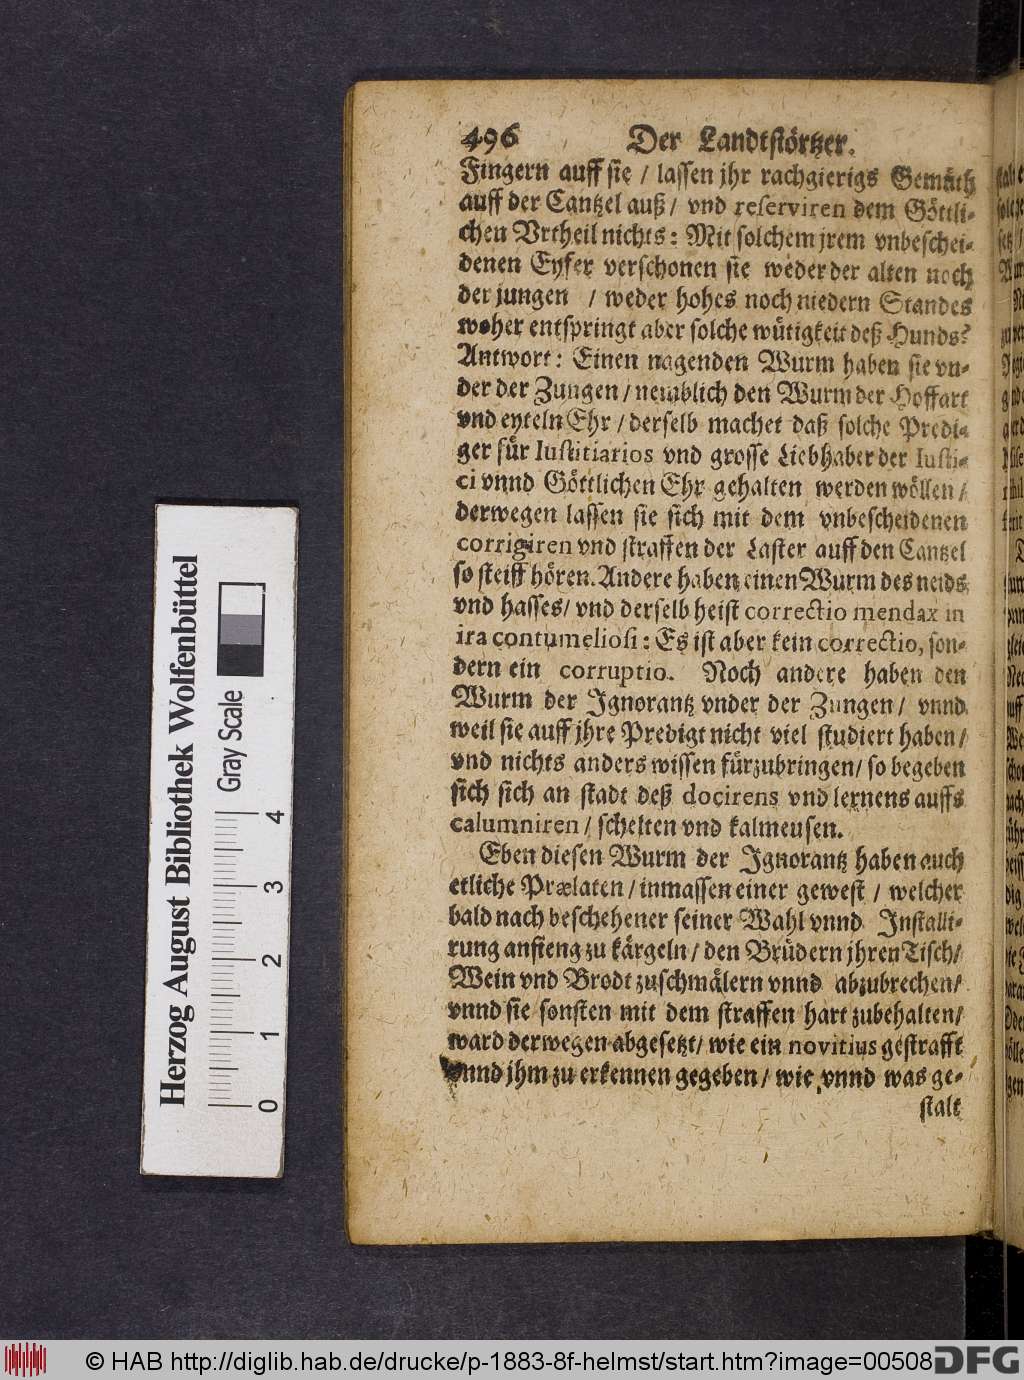 496 Der Landtstörtzer.
Fingern auff sie / lassen jhr rachgierigs Gemüth
auff der Cantzel auß / vnd reserviren dem Göttli-
chen Vrtheil nichts: Mit solchem jrem vnbeschei-
denen Eyfer verschonen sie weder der alten noch
der jungen / weder hohes noch niedern Standes
woher entspringt aber solche wütigkeit deß Hunds?
Antwort: Einen nagenden Wurm haben sie vn-
der der Zungen / nemblich den Wurm der Hoffart
vnd eyteln Ehr / derselb machet daß solche Predi-
ger für Iustitiarios vnd grosse Liebhaber der Iusti-
ci vnnd Göttlichen Ehr gehalten werden wöllen /
derwegen lassen sie sich mit dem vnbescheidenen
corrigiren vnd straffen der Laster auff den Cantzel
so steiff hören. Andere haben einen Wurm des neids
vnd hasses / vnd derselb heist correctio mendax in
ira contumeliosi: Es ist aber kein correctio, son-
dern ein corruptio. Noch andere haben den
Wurm der Ignorantz vnder der Zungen / vnnd
weil sie auff jhre Predigt nicht viel studiert haben /
vnd nichts anders wissen fürzubringen / so begeben
sich sich an stadt deß docirens vnd lernens auffs
calumniren / schelten vnd kalmeusen.
Eben diesen Wurm der Ignorantz haben auch
etliche Prælaten / inmassen einer gewest / welcher
bald nach beschehener seiner Wahl vnnd Installi-
rung anfieng zu kärgeln / den Brüdern jhren Tisch /
Wein vnd Brodt zuschmälern vnnd abzubrechen /
vnnd sie sonsten mit dem straffen hart zubehalten /
ward derwegen abgesetzt / wie ein novitius gestrafft
vnnd jhm zu erkennen gegeben / wie vnnd was ge-
stalt
Herzog August Bibliothek Wolfenbüttel
Gray Scale
0 1 2 3 4
© HAB http://diglib.hab.de/drucke/p-1883-8f-helmst/start.htm?image=00508
DFG